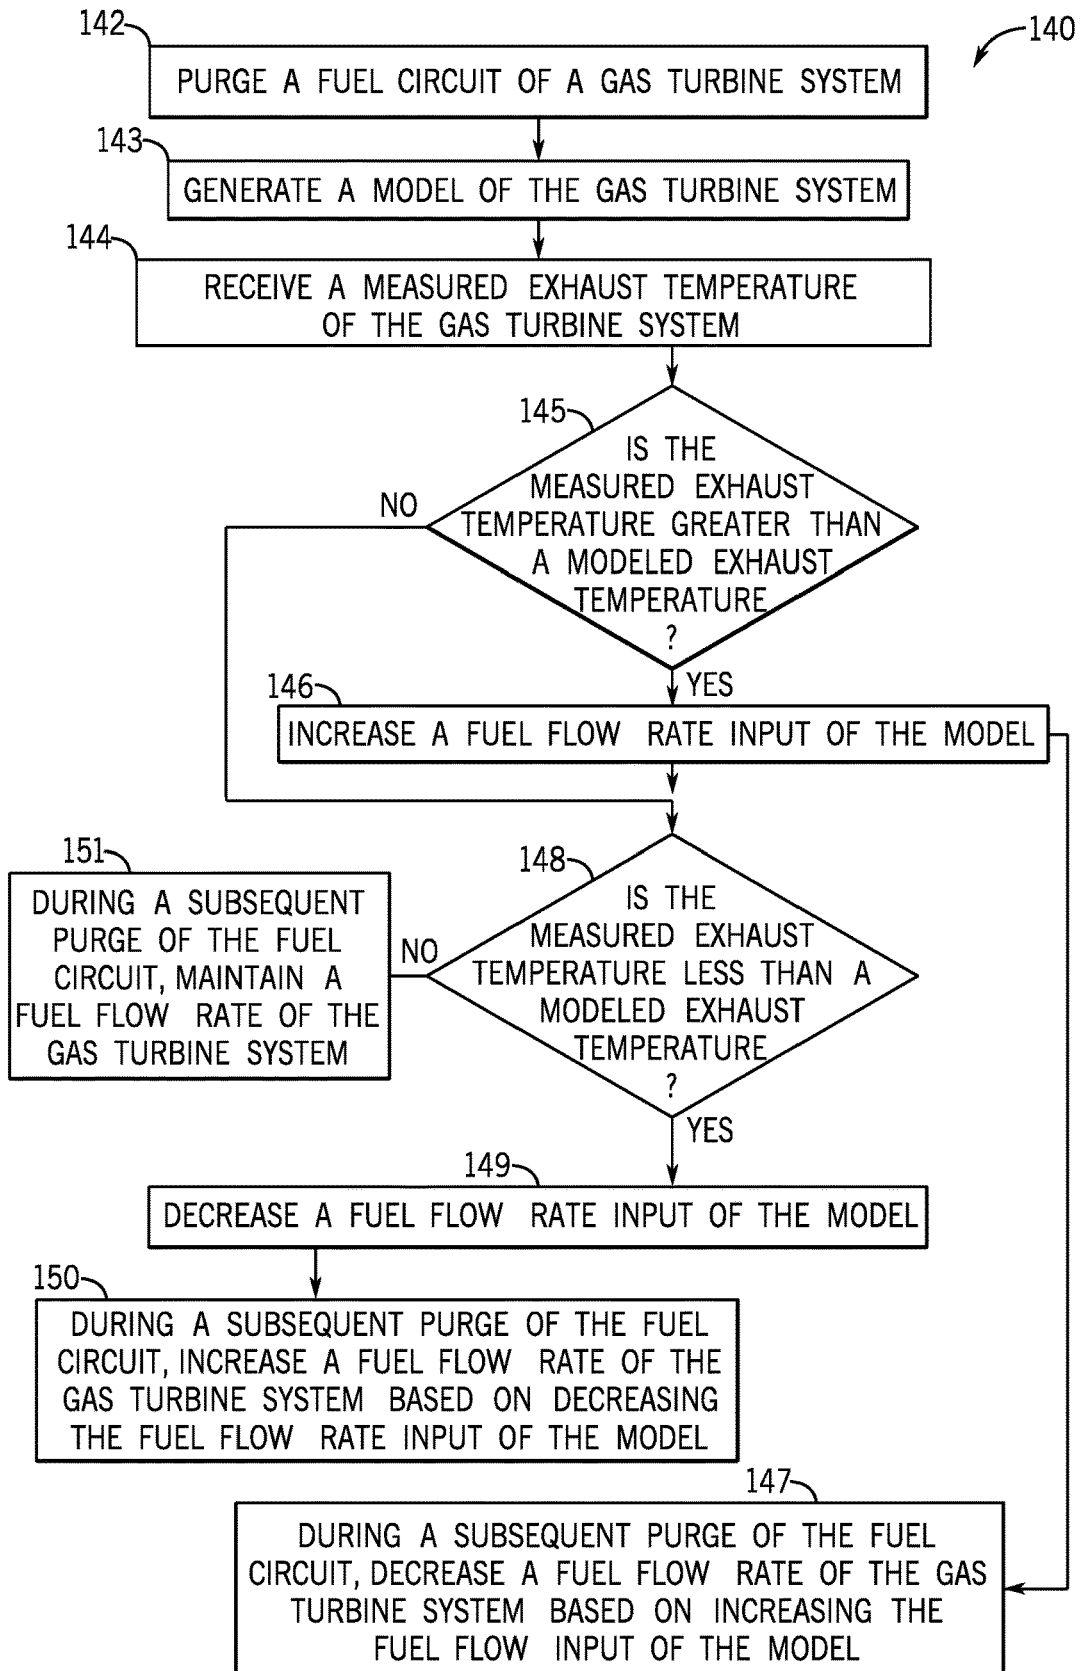 142
140
PURGE A FUEL CIRCUIT OF A GAS TURBINE SYSTEM
143
GENERATE A MODEL OF THE GAS TURBINE SYSTEM
144
RECEIVE A MEASURED EXHAUST TEMPERATURE
OF THE GAS TURBINE SYSTEM
145
IS THE
MEASURED EXHAUST
TEMPERATURE GREATER THAN
A MODELED EXHAUST
TEMPERATURE
?
NO
YES
146
INCREASE A FUEL FLOW RATE INPUT OF THE MODEL
148
IS THE
MEASURED EXHAUST
TEMPERATURE LESS THAN A
MODELED EXHAUST
TEMPERATURE
?
NO
151
DURING A SUBSEQUENT
PURGE OF THE FUEL
CIRCUIT, MAINTAIN A
FUEL FLOW RATE OF THE
GAS TURBINE SYSTEM
YES
149
DECREASE A FUEL FLOW RATE INPUT OF THE MODEL
150
DURING A SUBSEQUENT PURGE OF THE FUEL
CIRCUIT, INCREASE A FUEL FLOW RATE OF THE
GAS TURBINE SYSTEM BASED ON DECREASING
THE FUEL FLOW RATE INPUT OF THE MODEL
147
DURING A SUBSEQUENT PURGE OF THE FUEL
CIRCUIT, DECREASE A FUEL FLOW RATE OF THE GAS
TURBINE SYSTEM BASED ON INCREASING THE
FUEL FLOW INPUT OF THE MODEL